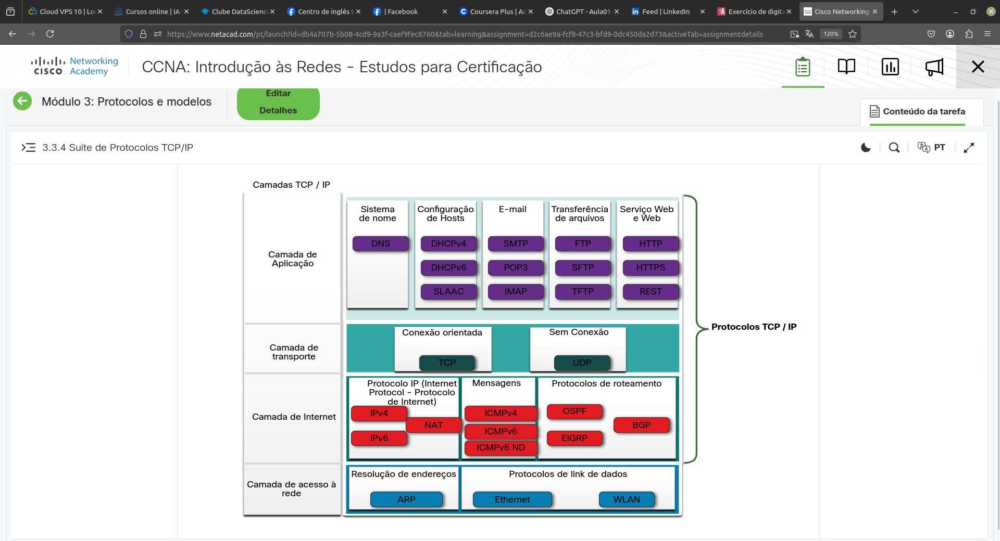 Cloud VPS 10 | Lo
Cursos online | IA
Clube DataScience
Centro de inglês t
| Facebook
Coursera Plus | Ac
ChatGPT - Aula01-
Feed | LinkedIn
Exercício de digita
Cisco Networking
https://www.netacad.com/pt/launch?id=db4a707b-5b08-4cd9-9a3f-caef9fec8760&tab=learning&assignment=d2c6ae9a-fcf8-47c3-bfd9-0dc450da2d73&activeTab=assignmentdetails
120%
cisco
Networking
Academy
CCNA: Introdução às Redes - Estudos para Certificação
Módulo 3: Protocolos e modelos
Editar
Detalhes
Conteúdo da tarefa
3.3.4 Suíte de Protocolos TCP/IP
PT
Camadas TCP / IP
Camada de
Aplicação
Sistema
de nome
DNS
Configuração
de Hosts
DHCPv4
DHCPv6
SLAAC
E-mail
SMTP
POP3
IMAP
Transferência
de arquivos
FTP
SFTP
TFTP
Serviço Web
e Web
HTTP
HTTPS
REST
Protocolos TCP / IP
Camada de
transporte
Conexão orientada
TCP
Sem Conexão
UDP
Camada de Internet
Protocolo IP (Internet
Protocol - Protocolo
de Internet)
IPv4
NAT
IPv6
Mensagens
ICMPv4
ICMPv6
ICMPv6 ND
Protocolos de roteamento
OSPF
BGP
EIGRP
Camada de acesso à
rede
Resolução de endereços
ARP
Protocolos de link de dados
Ethernet
WLAN